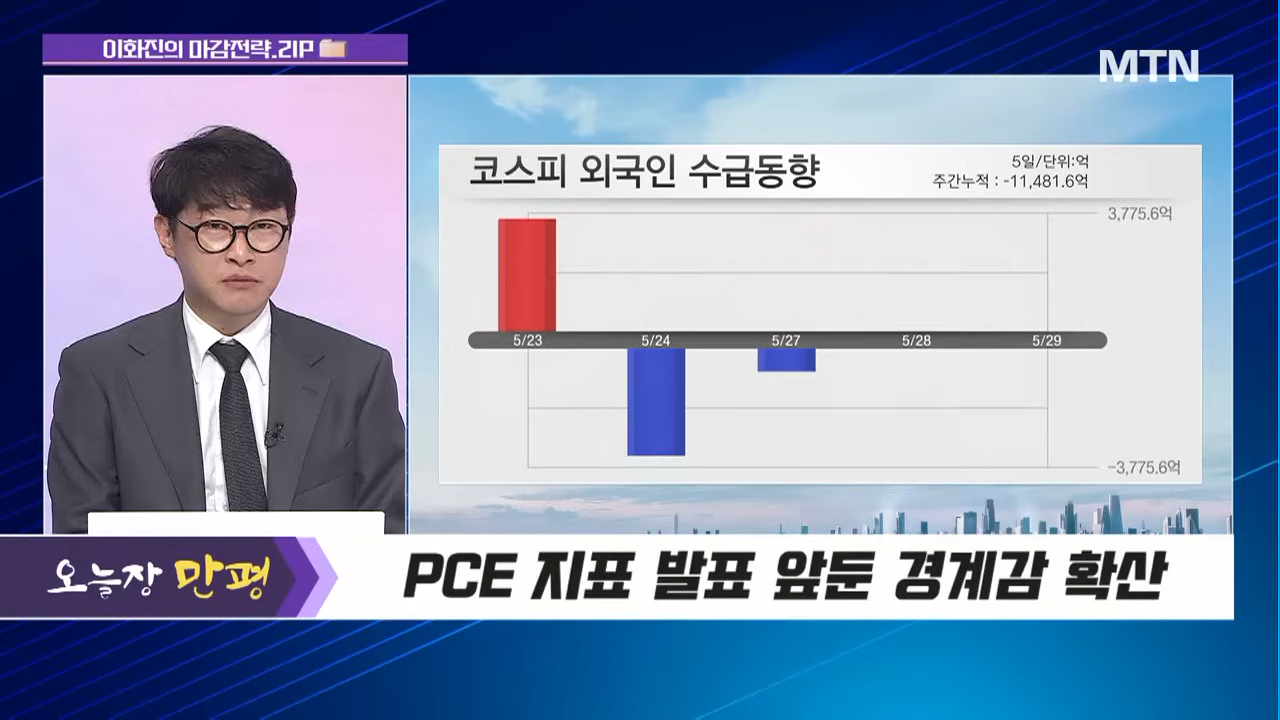 이화진의 마감전략.ZIP
MTN
코스피 외국인 수급동향
5일/단위:억
주간누적 : -11,481.6억
3,775.6억
5/23 5/24 5/27 5/28 5/29
-3,775.6억
오늘장 만평
PCE 지표 발표 앞둔 경계감 확산